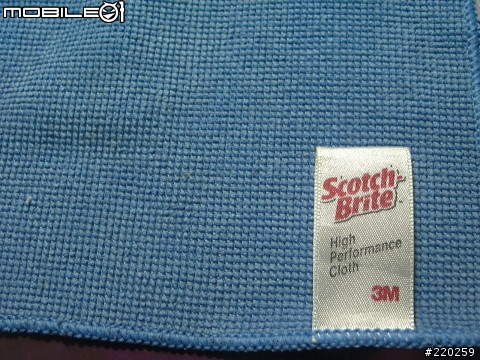 MOBILE01
Scotch-
Brite
High
Performance
Cloth
3M
#220259